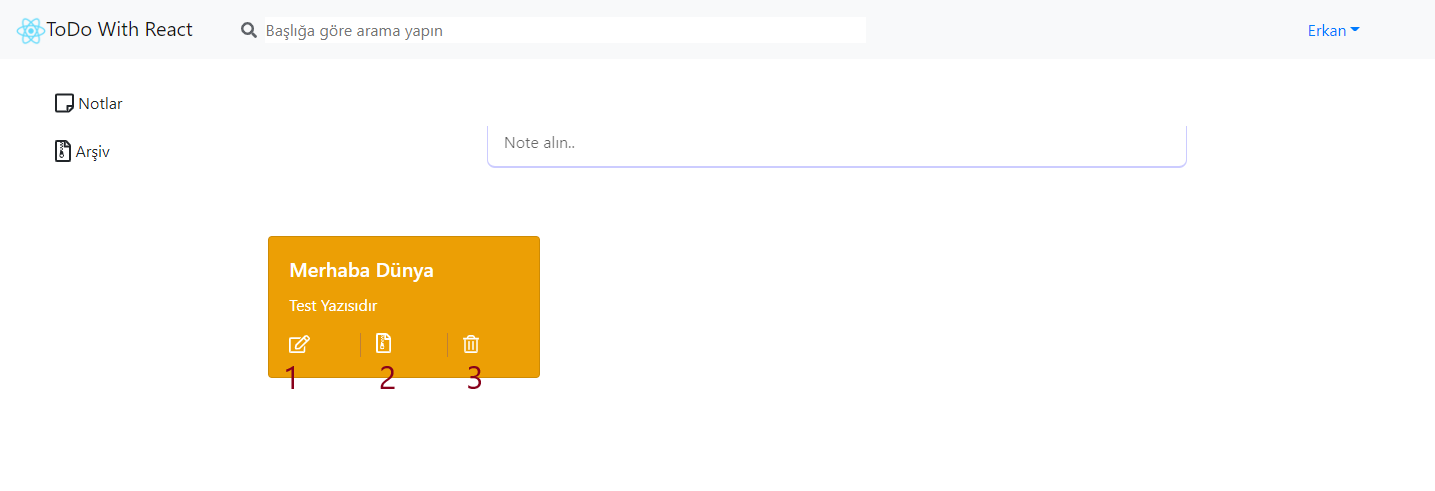 ToDo With React
Başlığa göre arama yapın
Erkan
Notlar
Arşiv
Note alın..
Merhaba Dünya
Test Yazısıdır
1 2 3